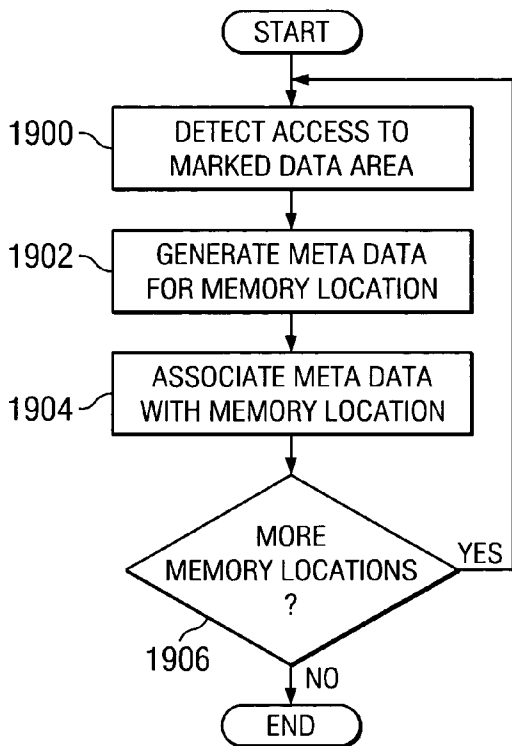 START
1900
DETECT ACCESS TO
MARKED DATA AREA
1902
GENERATE META DATA
FOR MEMORY LOCATION
1904
ASSOCIATE META DATA
WITH MEMORY LOCATION
MORE
MEMORY LOCATIONS
?
YES
1906
NO
END